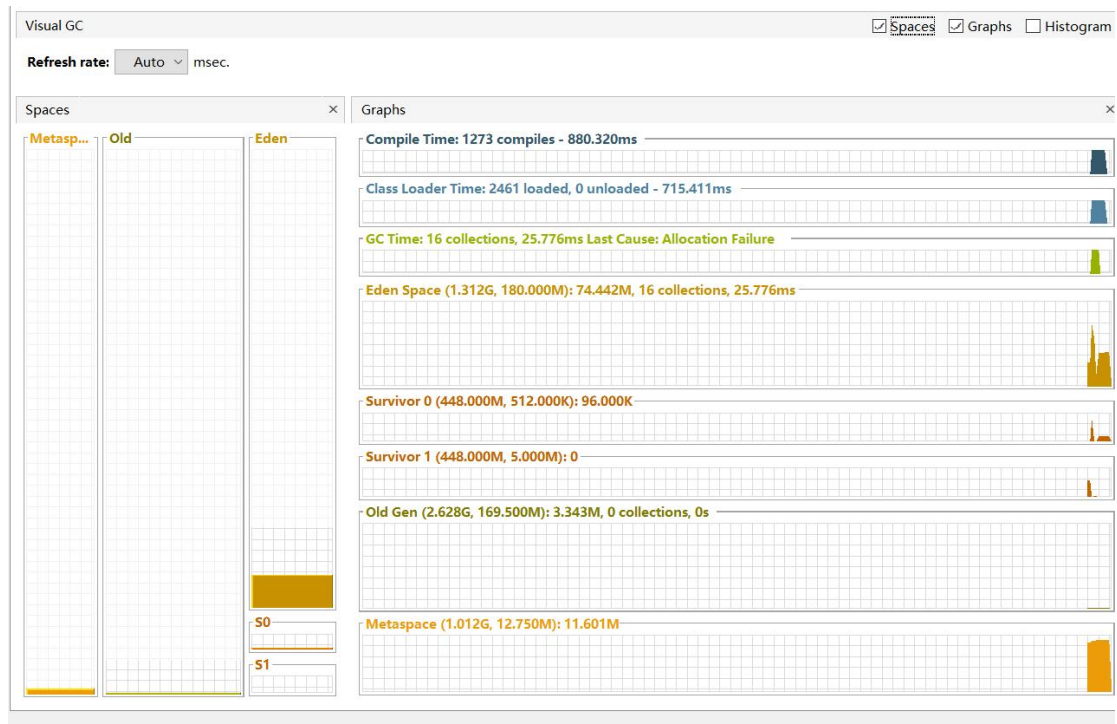 Visual GC
Spaces Graphs Histogram
Refresh rate: Auto msec.
Spaces ×
Graphs ×
Metasp...
Old
Eden
S0
S1
Compile Time: 1273 compiles - 880.320ms
Class Loader Time: 2461 loaded, 0 unloaded - 715.411ms
GC Time: 16 collections, 25.776ms Last Cause: Allocation Failure
Eden Space (1.312G, 180.000M): 74.442M, 16 collections, 25.776ms
Survivor 0 (448.000M, 512.000K): 96.000K
Survivor 1 (448.000M, 5.000M): 0
Old Gen (2.628G, 169.500M): 3.343M, 0 collections, 0s
Metaspace (1.012G, 12.750M): 11.601M